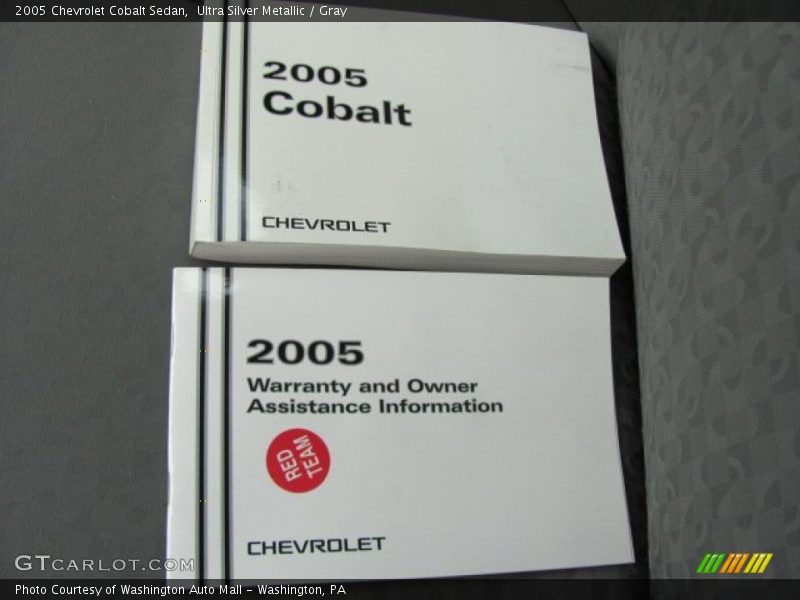 2005 Chevrolet Cobalt Sedan,  Ultra Silver Metallic / Gray
2005
Cobalt
CHEVROLET
2005
Warranty and Owner
Assistance Information
RED
TEAM
CHEVROLET
GTCARLOT.COM
Photo Courtesy of Washington Auto Mall - Washington, PA